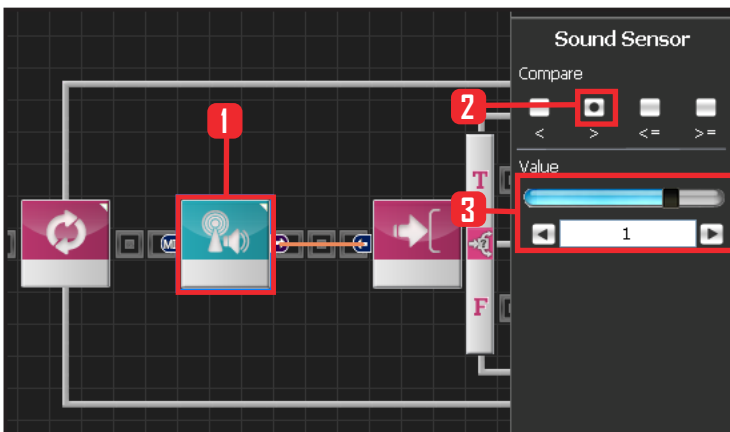 Sound Sensor
Compare
1
2
< > <= >=
Value
T
3
1
F